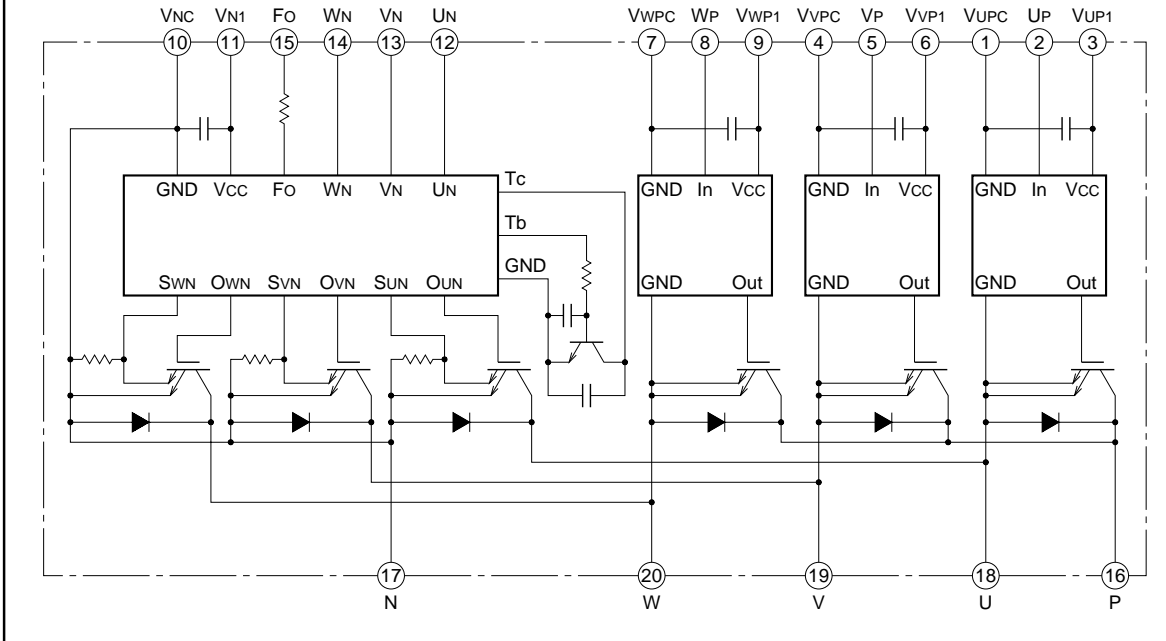 VNC VN1 FO WN VN UN VWPC WP VWP1 VVPC VP VVP1 VUPC UP VUP1
10 11 15 14 13 12 7 8 9 4 5 6 1 2 3
GND VCC FO WN VN UN
Tc
Tb
GND
SWN OWN SVN OVN SUN OUN
GND In VCC
GND Out
GND In VCC
GND Out
GND In VCC
GND Out
17 20 19 18 16
N W V U P